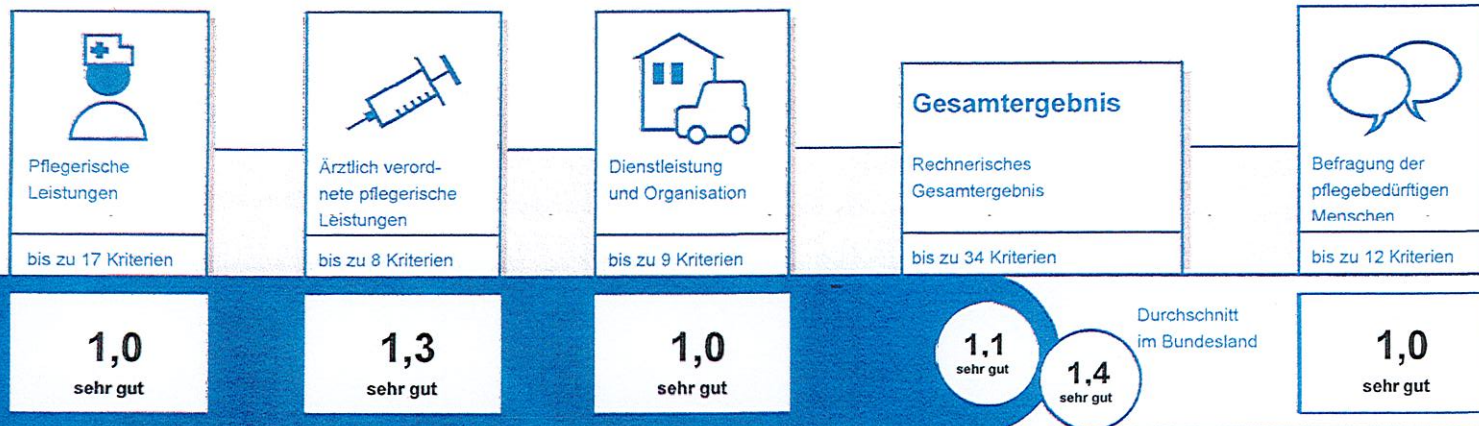 Pflegerische
Leistungen
bis zu 17 Kriterien
1,0
sehr gut
Ärztlich verord-
nete pflegerische
Leistungen
bis zu 8 Kriterien
1,3
sehr gut
Dienstleistung
und Organisation
bis zu 9 Kriterien
1,0
sehr gut
Gesamtergebnis
Rechnerisches
Gesamtergebnis
bis zu 34 Kriterien
1,1
sehr gut
1,4
sehr gut
Durchschnitt
im Bundesland
Befragung der
pflegebedürftigen
Menschen
bis zu 12 Kriterien
1,0
sehr gut